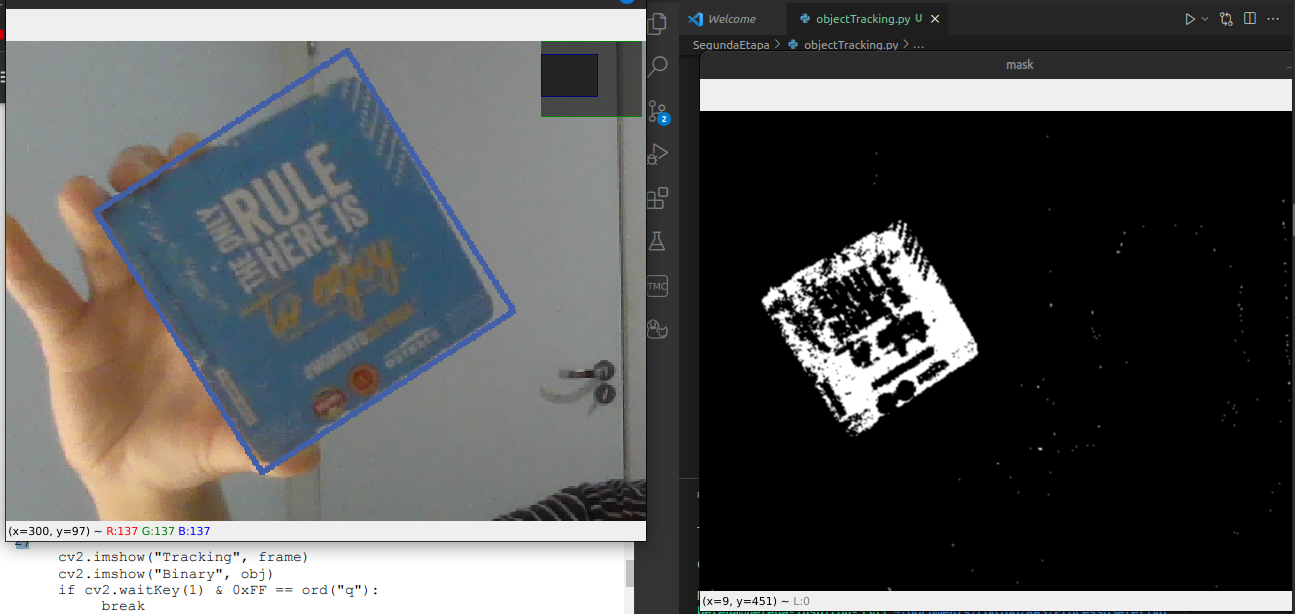 Welcome
objectTracking.py U
SegundaEtapa > objectTracking.py > ...
mask
2
TMC
THE ONLY
RULE
HERE IS
to enjoy
(x=300, y=97) ~ R:137 G:137 B:137
cv2.imshow("Tracking", frame)
cv2.imshow("Binary", obj)
if cv2.waitKey(1) & 0xFF == ord("q"):
break
(x=9, y=451) ~ L:0